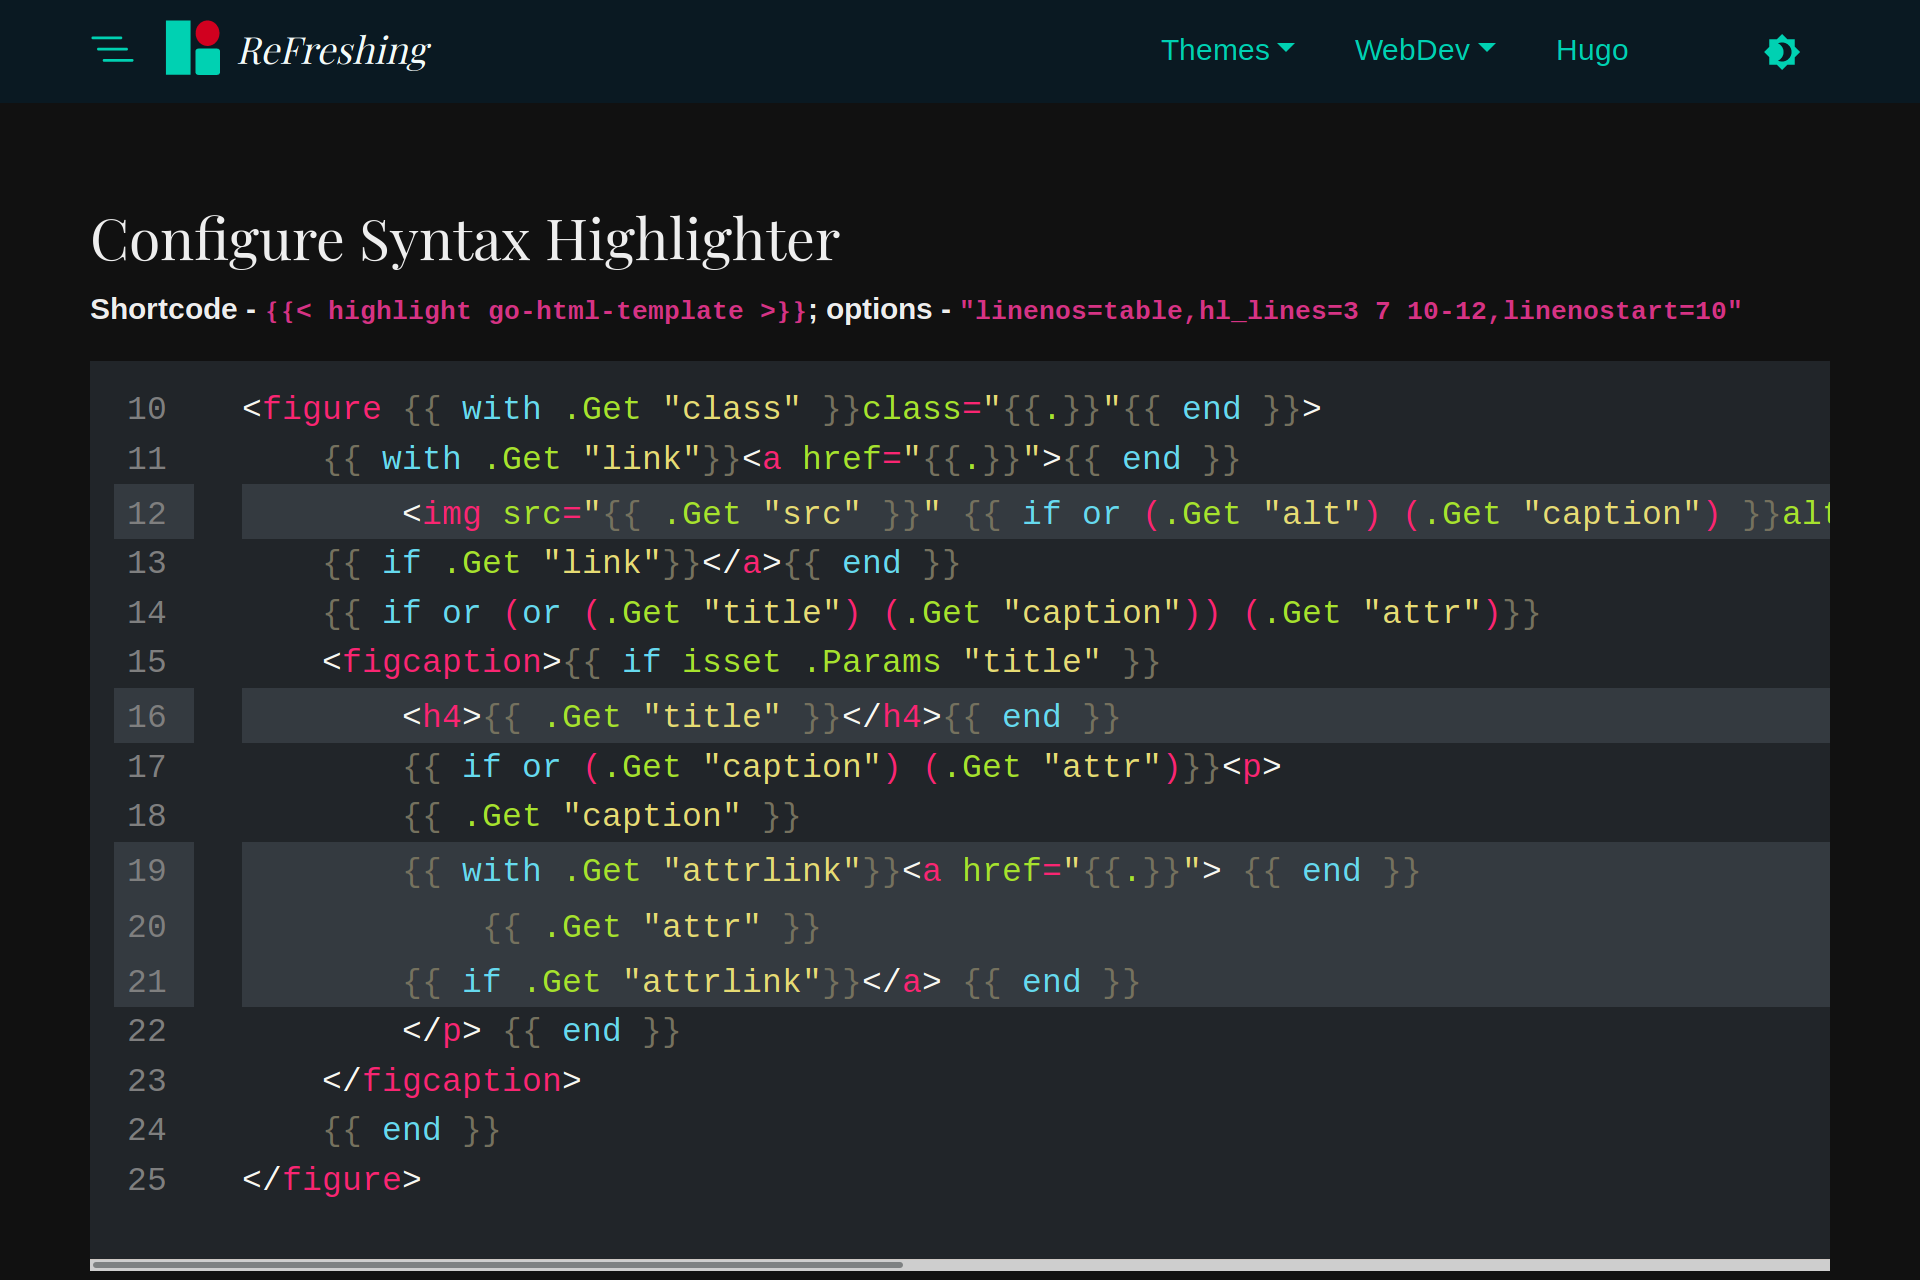 ReFreshing
Themes WebDev Hugo
Configure Syntax Highlighter
Shortcode - {{< highlight go-html-template >}}; options - "linenos=table,hl_lines=3 7 10-12,linenostart=10"
10 <figure {{ with .Get "class" }}class="{{.}}"{{ end }}>
11     {{ with .Get "link"}}<a href="{{.}}">{{ end }}
12         <img src="{{ .Get "src" }}" {{ if or (.Get "alt") (.Get "caption") }}alt
13     {{ if .Get "link"}}</a>{{ end }}
14     {{ if or (or (.Get "title") (.Get "caption")) (.Get "attr")}}
15     <figcaption>{{ if isset .Params "title" }}
16         <h4>{{ .Get "title" }}</h4>{{ end }}
17         {{ if or (.Get "caption") (.Get "attr")}}<p>
18         {{ .Get "caption" }}
19         {{ with .Get "attrlink"}}<a href="{{.}}"> {{ end }}
20             {{ .Get "attr" }}
21         {{ if .Get "attrlink"}}</a> {{ end }}
22         </p> {{ end }}
23     </figcaption>
24     {{ end }}
25 </figure>